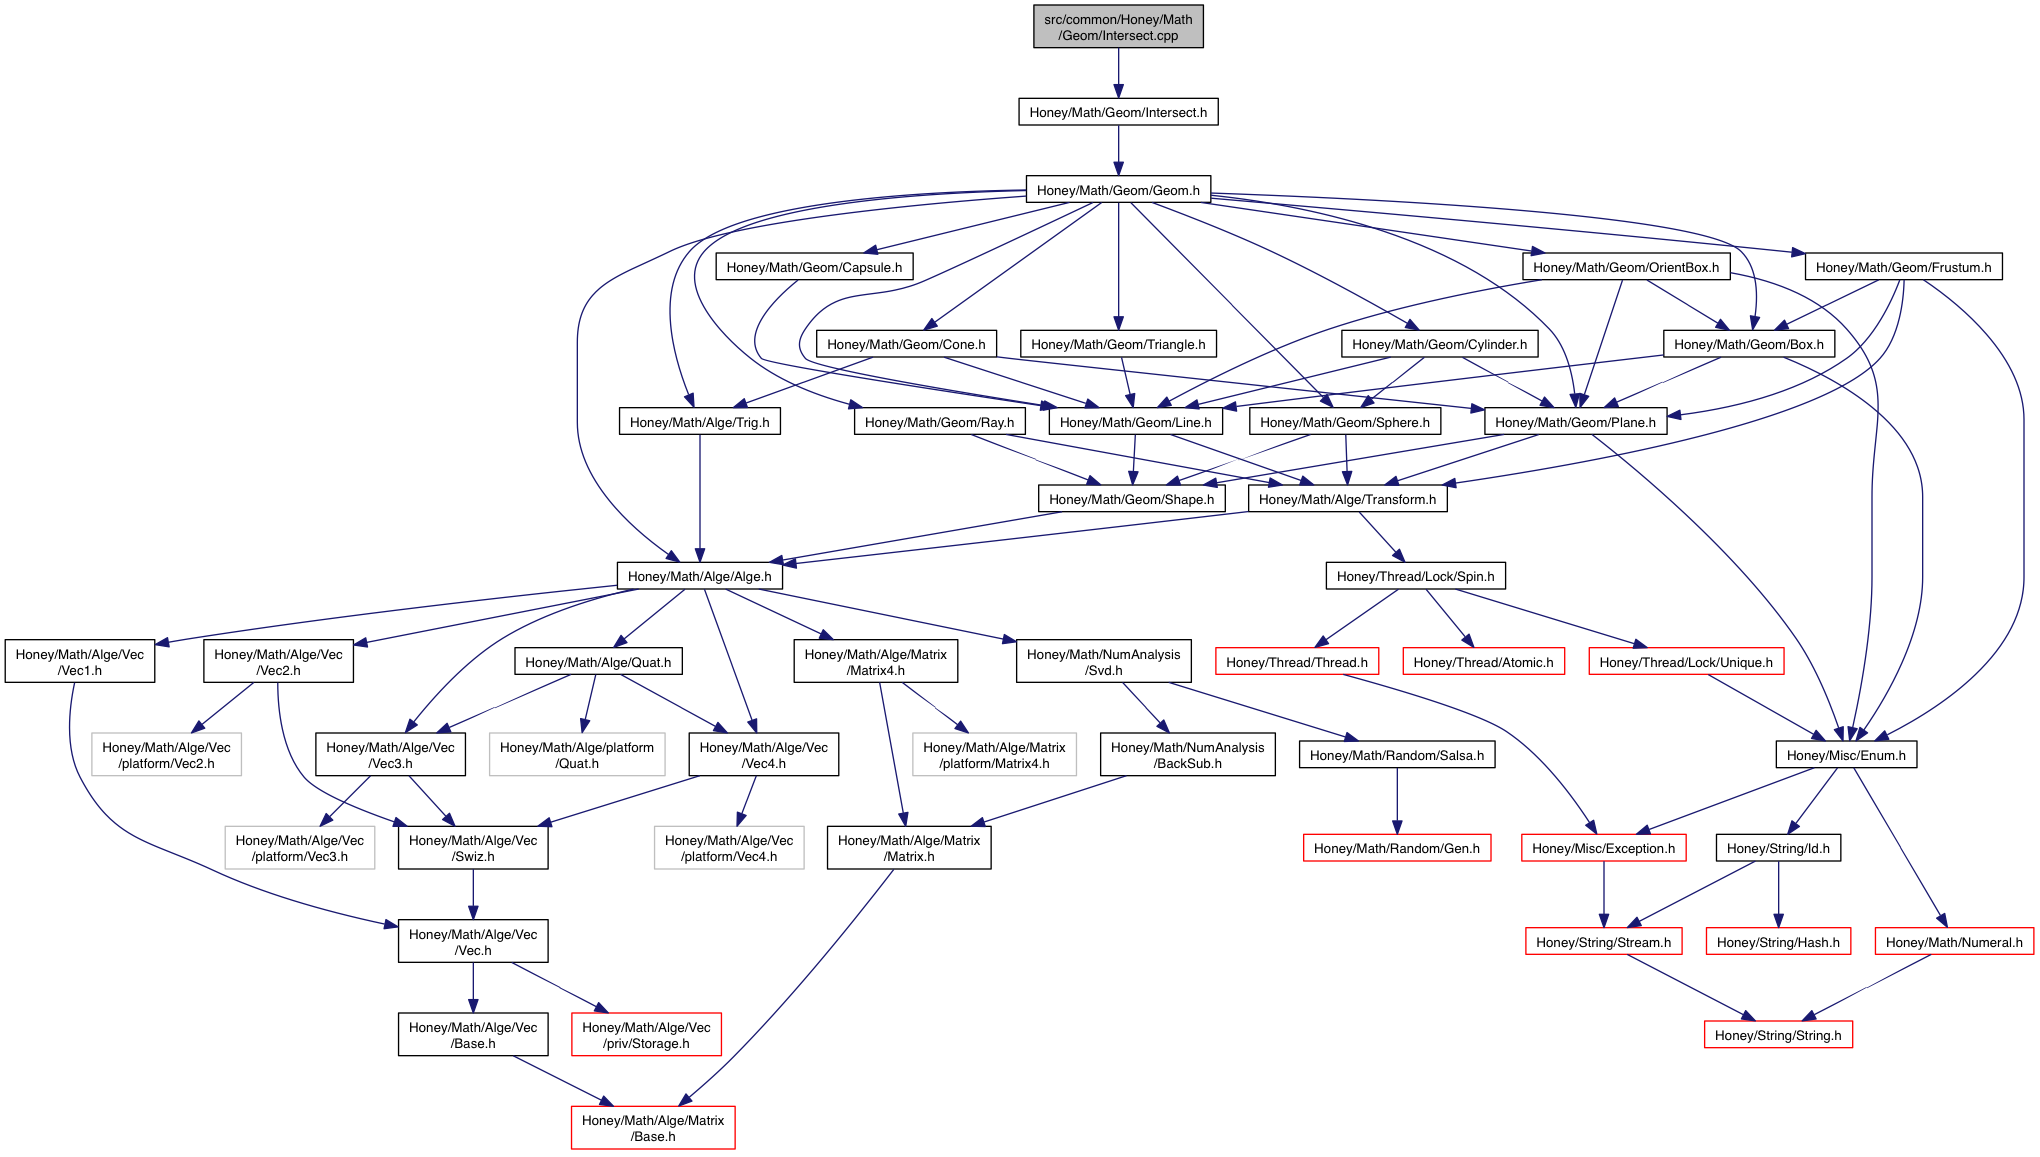 src/common/Honey/Math
/Geom/Intersect.cpp
Honey/Math/Geom/Intersect.h
Honey/Math/Geom/Geom.h
Honey/Math/Geom/Capsule.h
Honey/Math/Geom/OrientBox.h
Honey/Math/Geom/Frustum.h
Honey/Math/Geom/Cone.h
Honey/Math/Geom/Triangle.h
Honey/Math/Geom/Cylinder.h
Honey/Math/Geom/Box.h
Honey/Math/Alge/Trig.h
Honey/Math/Geom/Ray.h
Honey/Math/Geom/Line.h
Honey/Math/Geom/Sphere.h
Honey/Math/Geom/Plane.h
Honey/Math/Geom/Shape.h
Honey/Math/Alge/Transform.h
Honey/Math/Alge/Alge.h
Honey/Thread/Lock/Spin.h
Honey/Math/Alge/Vec
/Vec1.h
Honey/Math/Alge/Vec
/Vec2.h
Honey/Math/Alge/Quat.h
Honey/Math/Alge/Matrix
/Matrix4.h
Honey/Math/NumAnalysis
/Svd.h
Honey/Thread/Thread.h
Honey/Thread/Atomic.h
Honey/Thread/Lock/Unique.h
Honey/Math/Alge/Vec
/platform/Vec2.h
Honey/Math/Alge/Vec
/Vec3.h
Honey/Math/Alge/platform
/Quat.h
Honey/Math/Alge/Vec
/Vec4.h
Honey/Math/Alge/Matrix
/platform/Matrix4.h
Honey/Math/NumAnalysis
/BackSub.h
Honey/Math/Random/Salsa.h
Honey/Misc/Enum.h
Honey/Math/Alge/Vec
/platform/Vec3.h
Honey/Math/Alge/Vec
/Swiz.h
Honey/Math/Alge/Vec
/platform/Vec4.h
Honey/Math/Alge/Matrix
/Matrix.h
Honey/Math/Random/Gen.h
Honey/Misc/Exception.h
Honey/String/Id.h
Honey/Math/Alge/Vec
/Vec.h
Honey/String/Stream.h
Honey/String/Hash.h
Honey/Math/Numeral.h
Honey/Math/Alge/Vec
/Base.h
Honey/Math/Alge/Vec
/priv/Storage.h
Honey/String/String.h
Honey/Math/Alge/Matrix
/Base.h